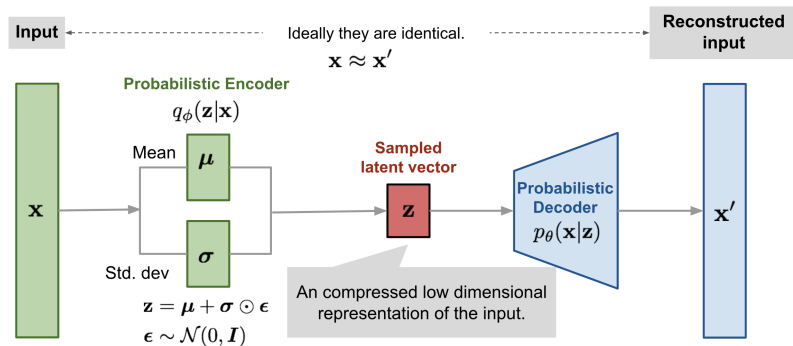 Input
Ideally they are identical.
x ≈ x′
Reconstructed
input
Probabilistic Encoder
qϕ(z|x)
Mean
μ
x
Std. dev
σ
z = μ + σ ⊙ ϵ
ϵ ∼ 𝒩(0, I)
Sampled
latent vector
z
An compressed low dimensional
representation of the input.
Probabilistic
Decoder
pθ(x|z)
x′